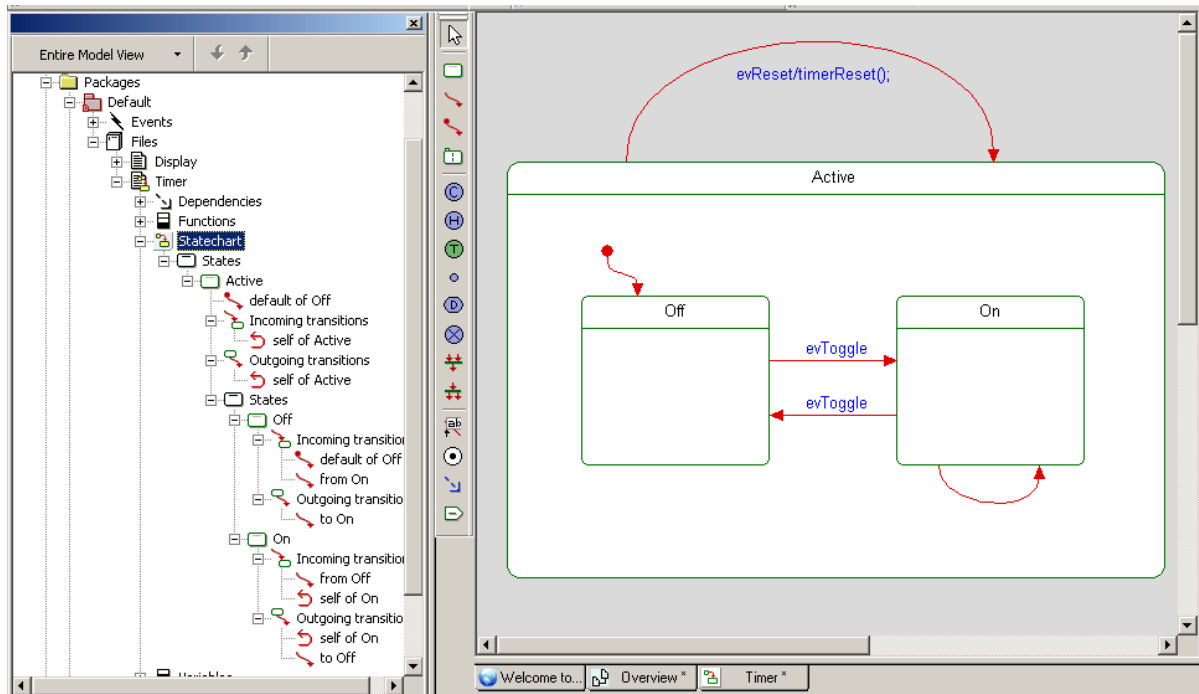 Entire Model View
Packages
Default
Events
Files
Display
Timer
Dependencies
Functions
Statechart
States
Active
default of Off
Incoming transitions
self of Active
Outgoing transitions
self of Active
States
Off
Incoming transition
default of Off
from On
Outgoing transitio
to On
On
Incoming transition
from Off
self of On
Outgoing transitio
self of On
to Off
C
H
T
D
ab
evReset/timerReset();
Active
Off
On
evToggle
evToggle
Welcome to... Overview * Timer *